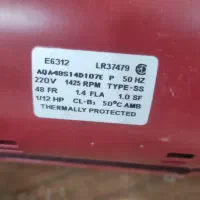 E6312 LR37479
AQA48S14D107E P 50 HZ
220V 1425 RPM TYPE-SS
48 FR 1.4 FLA 1.0 SF
1/12 HP CL-B; 50°C AMB
THERMALLY PROTECTED